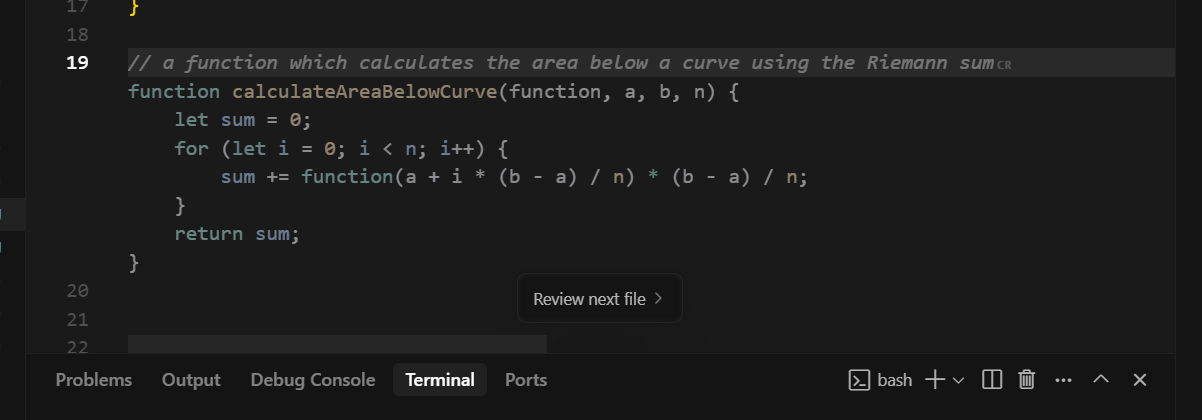 17 }
18
19 // a function which calculates the area below a curve using the Riemann sum CR
function calculateAreaBelowCurve(function, a, b, n) {
    let sum = 0;
    for (let i = 0; i < n; i++) {
        sum += function(a + i * (b - a) / n) * (b - a) / n;
    }
    return sum;
}
20
Review next file >
21
22
Problems Output Debug Console Terminal Ports bash